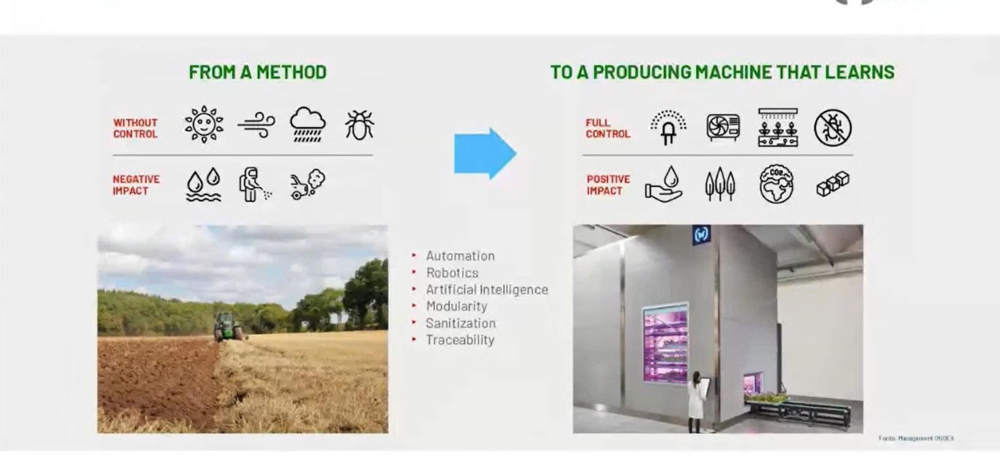 FROM A METHOD
TO A PRODUCING MACHINE THAT LEARNS
WITHOUT
CONTROL
FULL
CONTROL
NEGATIVE
IMPACT
POSITIVE
IMPACT
CO2
Automation
Robotics
Artificial Intelligence
Modularity
Sanitization
Traceability
Fonte: Management